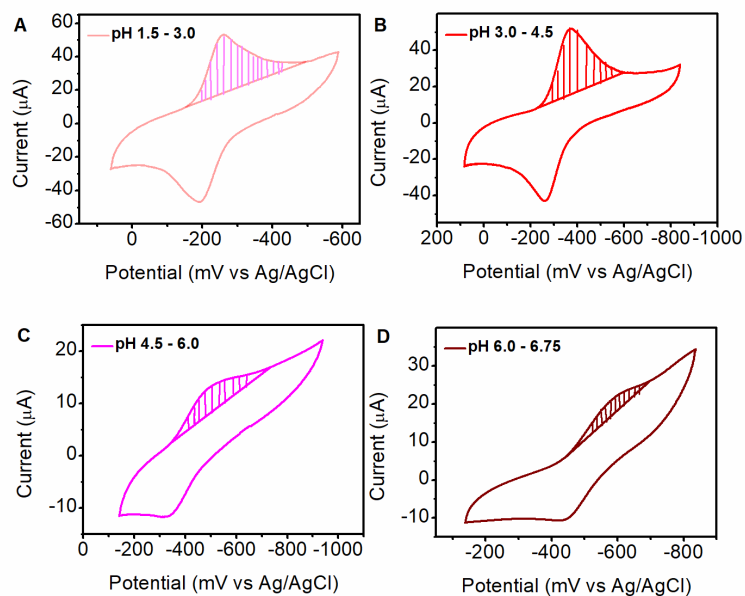 A
pH 1.5 - 3.0
60
40
20
0
-20
-40
-60
Current (μA)
0
-200
-400
-600
Potential (mV vs Ag/AgCl)
B
pH 3.0 - 4.5
40
20
0
-20
-40
Current (μA)
200
0
-200
-400
-600
-800
-1000
Potential (mV vs Ag/AgCl)
C
pH 4.5 - 6.0
20
10
0
-10
Current (μA)
0
-200
-400
-600
-800
-1000
Potential (mV vs Ag/AgCl)
D
pH 6.0 - 6.75
30
20
10
0
-10
Current (μA)
-200
-400
-600
-800
Potential (mV vs Ag/AgCl)